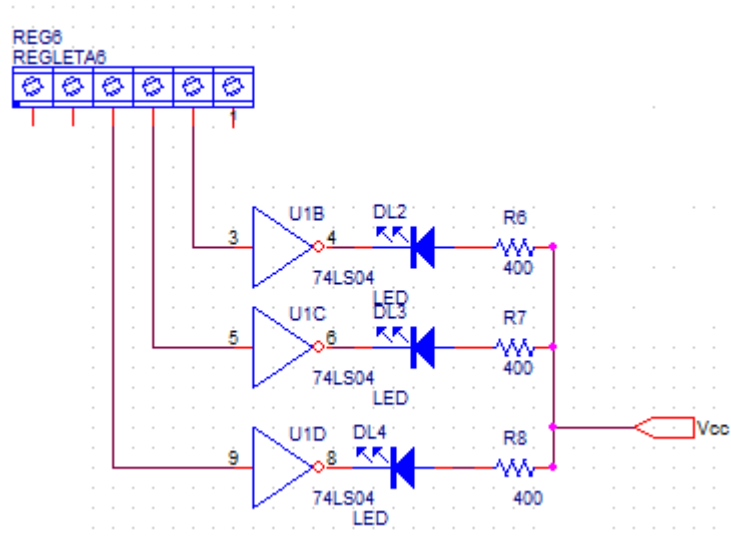 REG6
REGLETA6
1
U1B
DL2
R6
3
4
400
74LS04
LED
U1C
DL3
R7
5
6
400
74LS04
LED
Vcc
U1D
DL4
R8
9
8
74LS04
400
LED